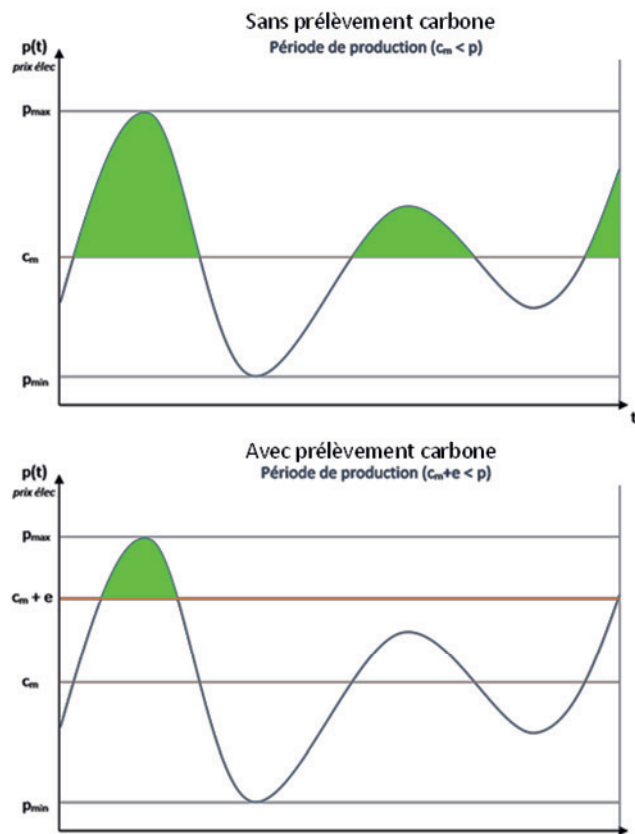 Sans prélèvement carbone
Période de production (cm < p)
p(t)
prix élec
pmax
cm
pmin
t
Avec prélèvement carbone
Période de production (cm+e < p)
p(t)
prix élec
pmax
cm + e
cm
pmin